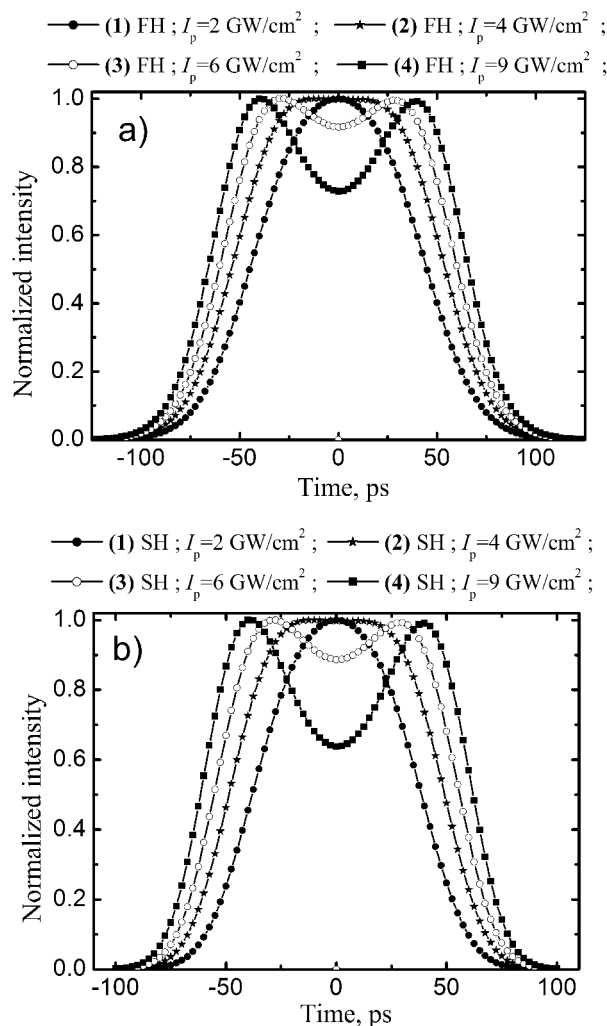 (1) FH ; Ip=2 GW/cm2 ; (2) FH ; Ip=4 GW/cm2 ;
(3) FH ; Ip=6 GW/cm2 ; (4) FH ; Ip=9 GW/cm2 ;
a)
1.0
0.8
0.6
0.4
0.2
0.0
Normalized intensity
-100 -50 0 50 100
Time, ps
(1) SH ; Ip=2 GW/cm2 ; (2) SH ; Ip=4 GW/cm2 ;
(3) SH ; Ip=6 GW/cm2 ; (4) SH ; Ip=9 GW/cm2 ;
b)
1.0
0.8
0.6
0.4
0.2
0.0
Normalized intensity
-100 -50 0 50 100
Time, ps